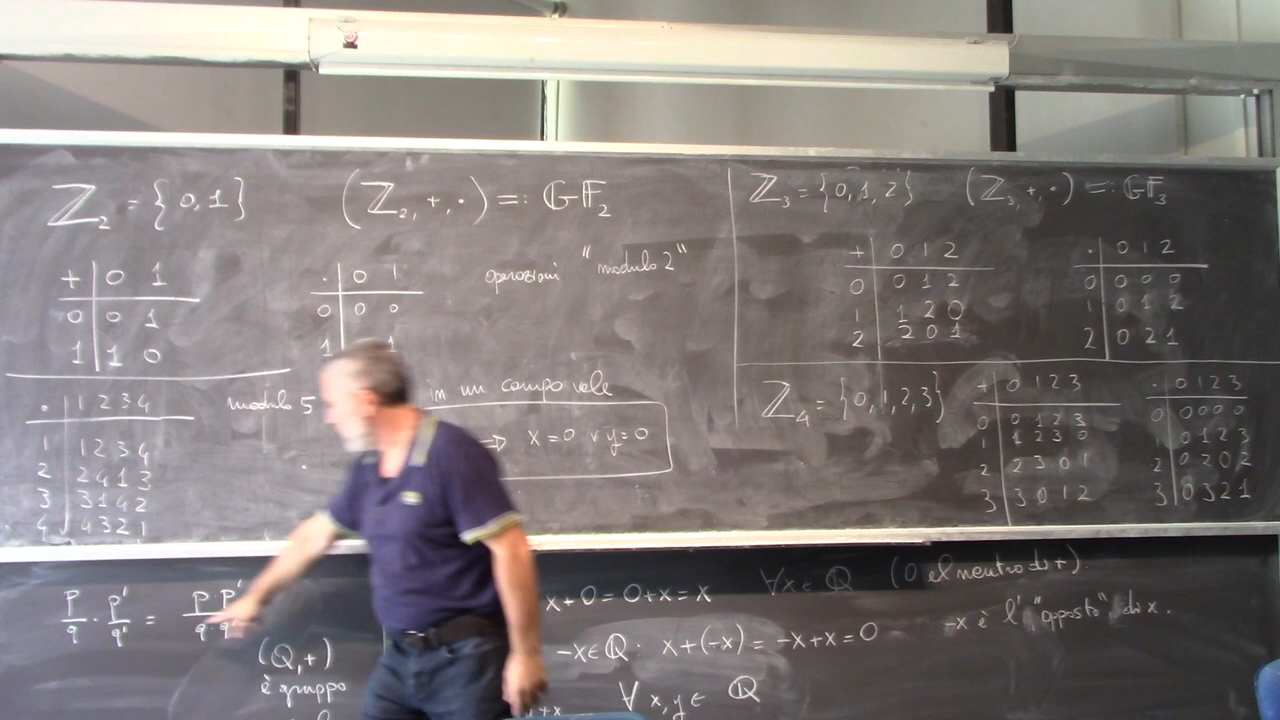 ℤ₂ = {0,1} (ℤ₂,+,·) =: GF₂
+ | 0 1
0 | 0 1
1 | 1 0
· | 0 1
0 | 0 0
1 |
operazioni "modulo 2"
· | 1 2 3 4
1 | 1 2 3 4
2 | 2 4 1 3
3 | 3 1 4 2
4 | 4 3 2 1
modulo 5
in un campo vale
⇒ x=0 ∨ y=0
ℤ₃ = {0,1,2} (ℤ₃,+,·) =: GF₃
+ | 0 1 2
0 | 0 1 2
1 | 1 2 0
2 | 2 0 1
· | 0 1 2
0 | 0 0 0
1 | 0 1 2
2 | 0 2 1
ℤ₄ = {0,1,2,3}
+ | 0 1 2 3
0 | 0 1 2 3
1 | 1 2 3 0
2 | 2 3 0 1
3 | 3 0 1 2
· | 0 1 2 3
0 | 0 0 0 0
| 0 1 2 3
2 | 0 2 0 2
3 | 0 3 2 1
p/q · p'/q' = p·p'/q·q'
(ℚ,+)
è gruppo
x+0=0+x=x ∀x∈ℚ (0 el neutro di +).
-x∈ℚ: x+(-x)=-x+x=0 -x è l'"opposto" di x.
∀ x,y ∈ ℚ